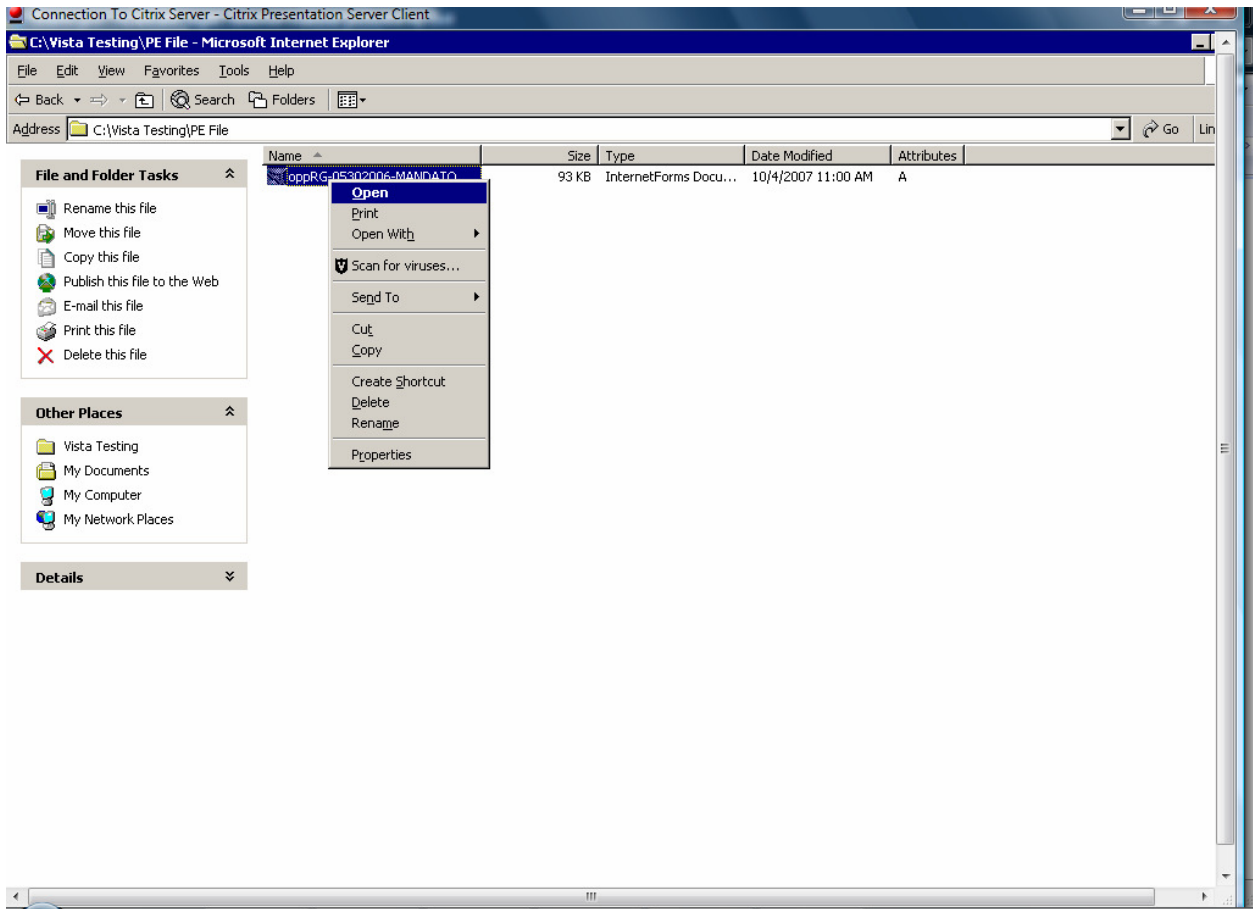 Connection To Citrix Server - Citrix Presentation Server Client
C:\Vista Testing\PE File - Microsoft Internet Explorer
File Edit View Favorites Tools Help
Back Search Folders
Address C:\Vista Testing\PE File Go Lin
Name Size Type Date Modified Attributes
oppRG-05302006-MANDATO... 93 KB InternetForms Docu... 10/4/2007 11:00 AM A
File and Folder Tasks
Rename this file
Move this file
Copy this file
Publish this file to the Web
E-mail this file
Print this file
Delete this file
Other Places
Vista Testing
My Documents
My Computer
My Network Places
Details
Open
Print
Open With
Scan for viruses...
Send To
Cut
Copy
Create Shortcut
Delete
Rename
Properties